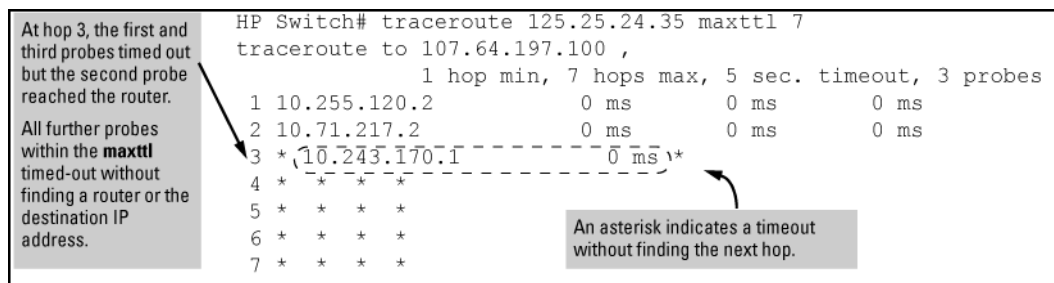 At hop 3, the first and
third probes timed out
but the second probe
reached the router.
All further probes
within the maxttl
timed-out without
finding a router or the
destination IP
address.
HP Switch# traceroute 125.25.24.35 maxttl 7
traceroute to 107.64.197.100 ,
1 hop min, 7 hops max, 5 sec. timeout, 3 probes
1 10.255.120.2 0 ms 0 ms 0 ms
2 10.71.217.2 0 ms 0 ms 0 ms
3 * 10.243.170.1 0 ms *
4 * * * *
5 * * * *
6 * * * *
7 * * * *
An asterisk indicates a timeout
without finding the next hop.